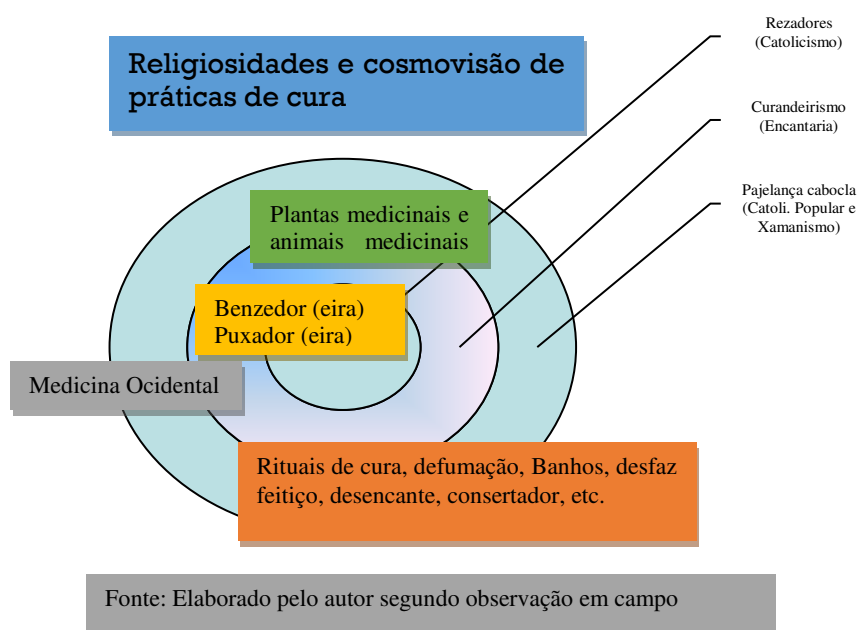 Religiosidades e cosmovisão de
práticas de cura
Rezadores
(Catolicismo)
Curandeirismo
(Encantaria)
Pajelança cabocla
(Catoli. Popular e
Xamanismo)
Plantas medicinais e
animais medicinais
Benzedor (eira)
Puxador (eira)
Medicina Ocidental
Rituais de cura, defumação, Banhos, desfaz
feitiço, desencante, consertador, etc.
Fonte: Elaborado pelo autor segundo observação em campo